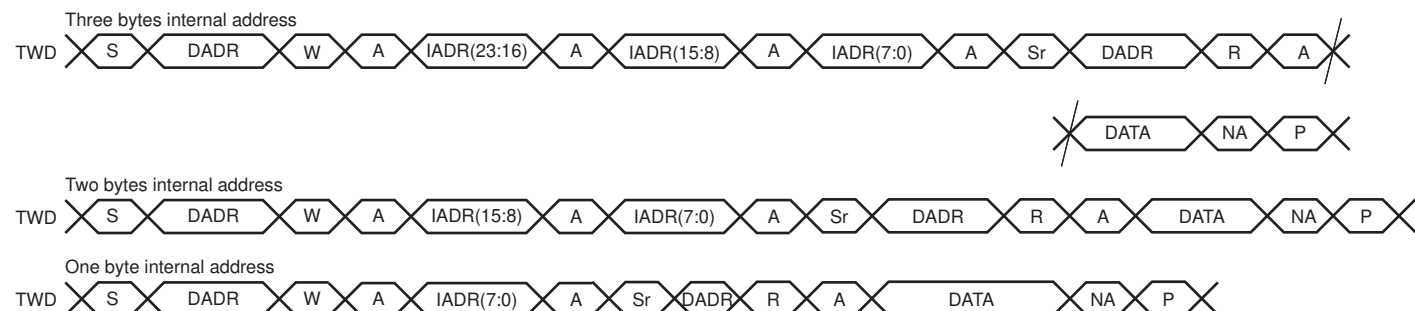 Three bytes internal address
TWD S DADR W A IADR(23:16) A IADR(15:8) A IADR(7:0) A Sr DADR R A
DATA NA P
Two bytes internal address
TWD S DADR W A IADR(15:8) A IADR(7:0) A Sr DADR R A DATA NA P
One byte internal address
TWD S DADR W A IADR(7:0) A Sr DADR R A DATA NA P